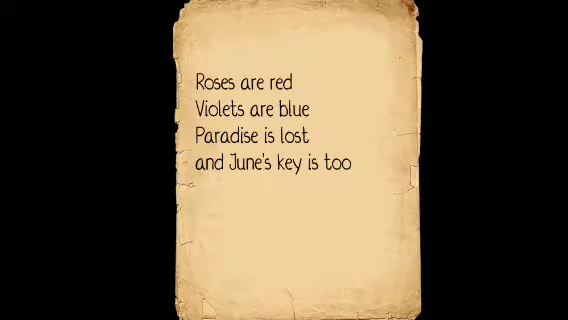 Roses are red
Violets are blue
Paradise is lost
and June's key is too